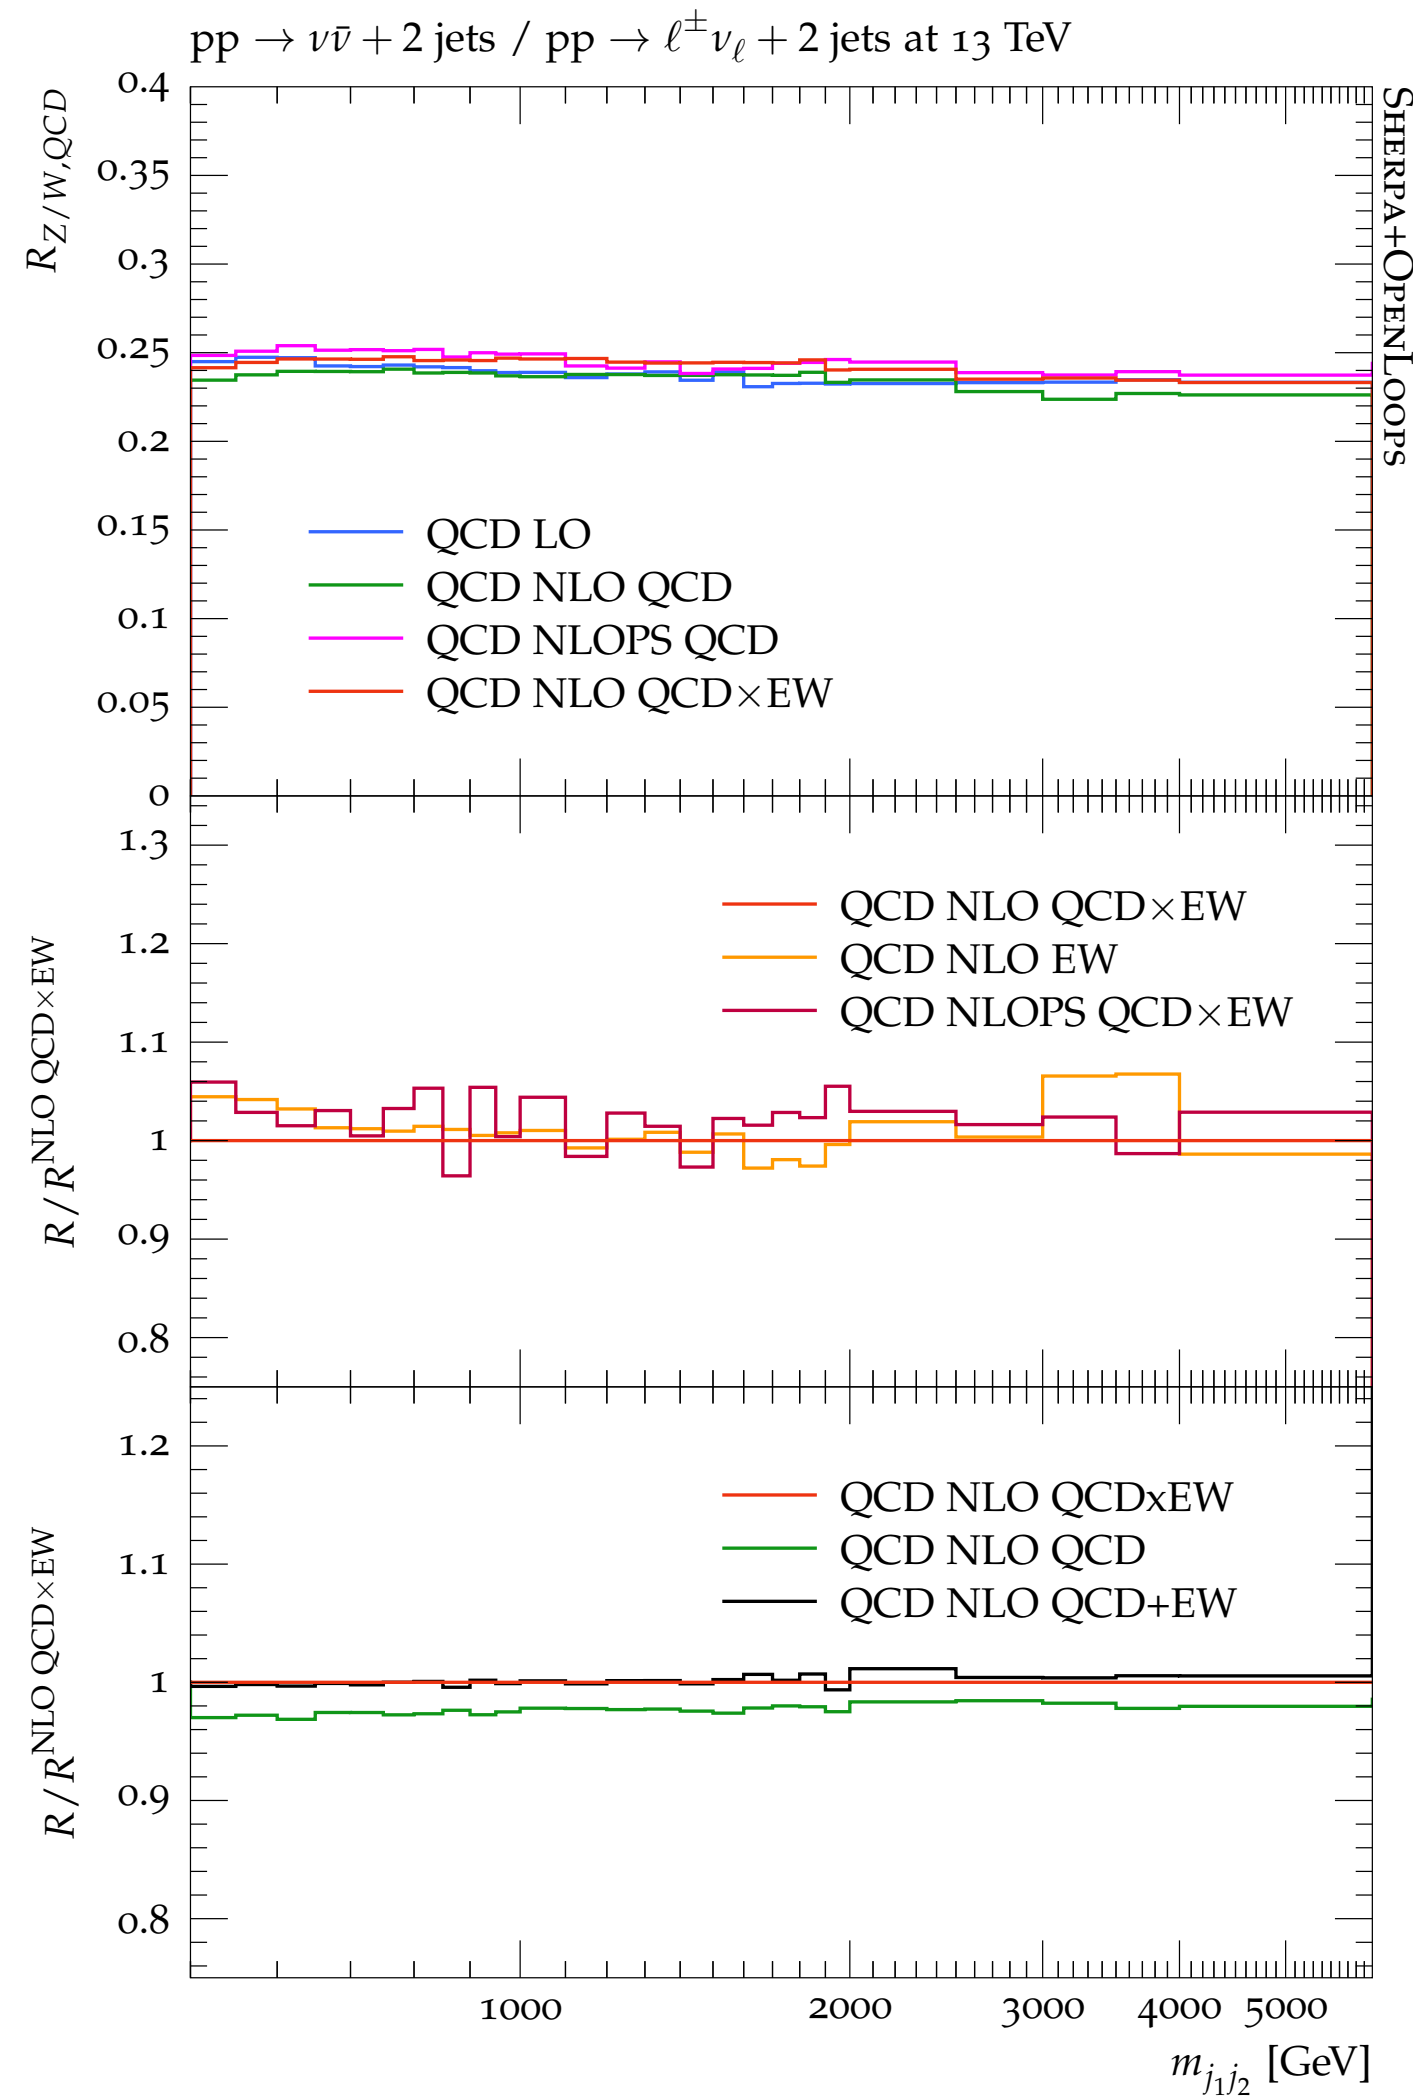 pp → νν̄ + 2 jets / pp → ℓ±νℓ + 2 jets at 13 TeV
SHERPA+OPENLOOPS
R_Z/W,QCD
0.4
0.35
0.3
0.25
0.2
0.15
0.1
0.05
0
QCD LO
QCD NLO QCD
QCD NLOPS QCD
QCD NLO QCD×EW
R/R^NLO QCD×EW
1.3
1.2
1.1
1
0.9
0.8
QCD NLO QCD×EW
QCD NLO EW
QCD NLOPS QCD×EW
R/R^NLO QCD×EW
1.2
1.1
1
0.9
0.8
QCD NLO QCDxEW
QCD NLO QCD
QCD NLO QCD+EW
1000 2000 3000 4000 5000
m_j1j2 [GeV]